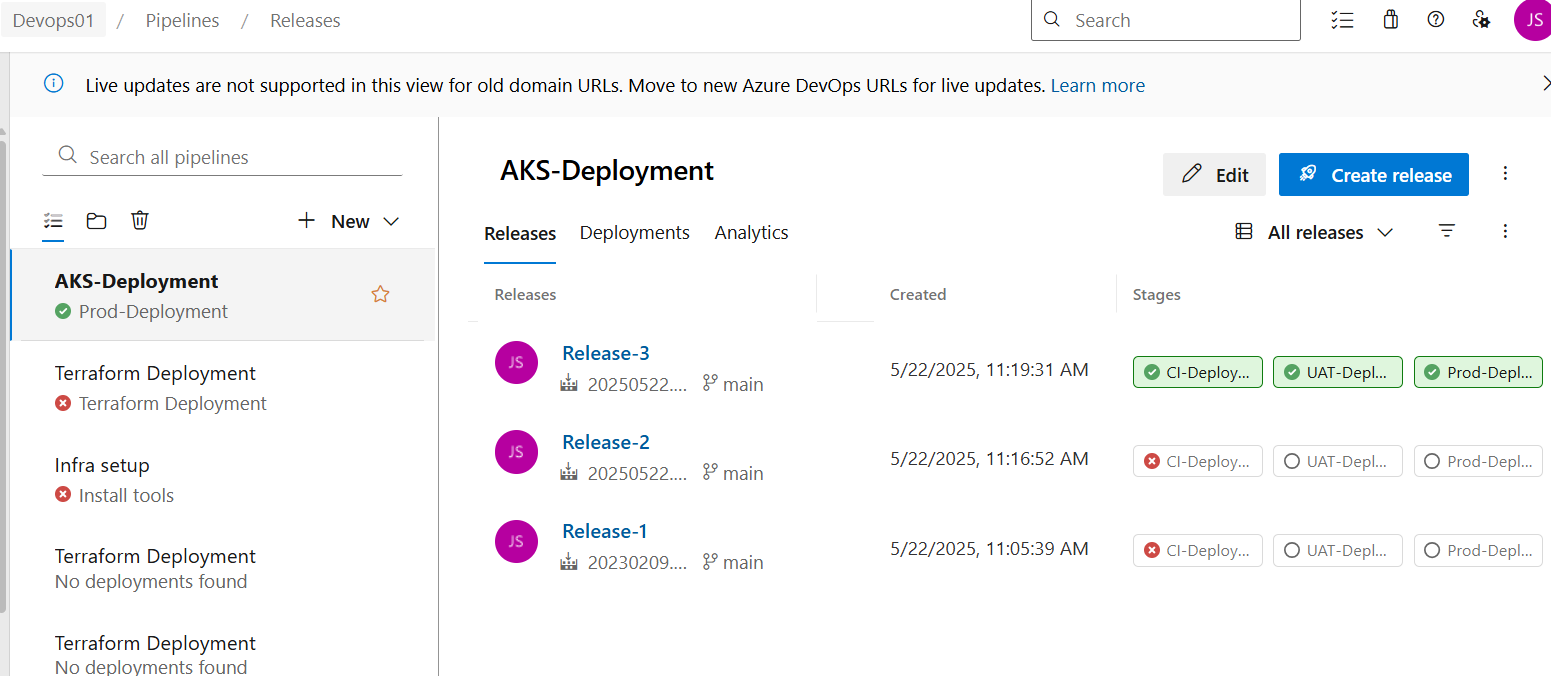 Devops01 / Pipelines / Releases
Search
JS
Live updates are not supported in this view for old domain URLs. Move to new Azure DevOps URLs for live updates. Learn more
Search all pipelines
New
AKS-Deployment
Prod-Deployment
Terraform Deployment
Terraform Deployment
Infra setup
Install tools
Terraform Deployment
No deployments found
Terraform Deployment
No deployments found
AKS-Deployment
Edit
Create release
Releases Deployments Analytics
All releases
Releases Created Stages
JS Release-3 5/22/2025, 11:19:31 AM CI-Deploy... UAT-Depl... Prod-Depl...
20250522.... main
JS Release-2 5/22/2025, 11:16:52 AM CI-Deploy... UAT-Depl... Prod-Depl...
20250522.... main
JS Release-1 5/22/2025, 11:05:39 AM CI-Deploy... UAT-Depl... Prod-Depl...
20230209.... main